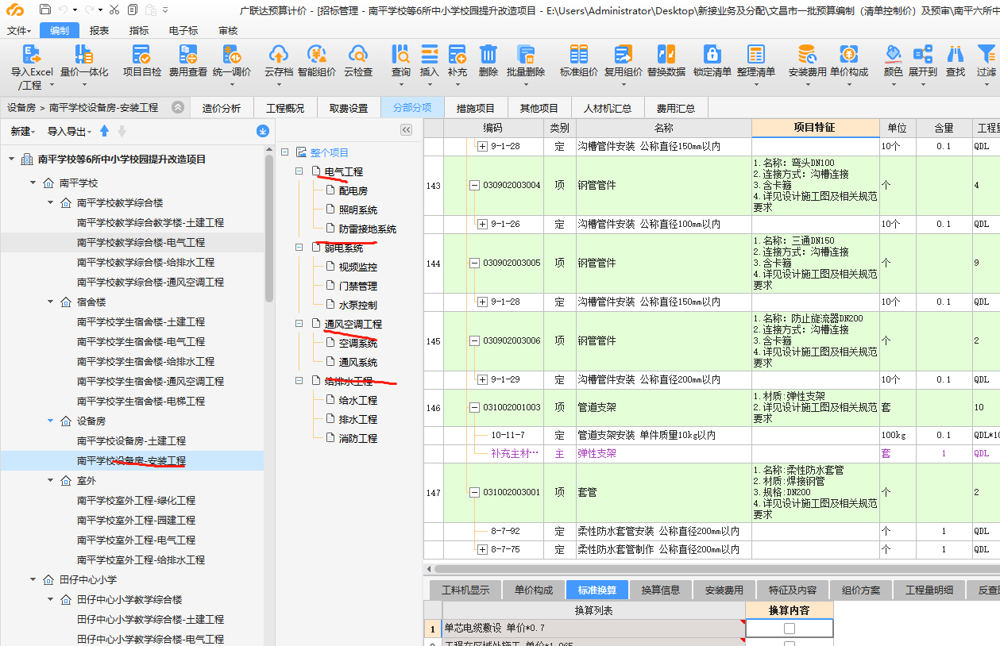 广联达预算计价 - [招标管理 - 南平学校等6所中小学校园提升改造项目 - E:\Users\Administrator\Desktop\新接业务及分配\文昌市一批预算编制（清单控制价）及预审\南平六所中
文件 编制 报表 指标 电子标 审核
导入Excel/工程 量价一体化 项目自检 费用查看 统一调价 云存档 智能组价 云检查 查询 插入 补充 删除 批量删除 标准组价 复用组价 替换数据 锁定清单 整理清单 安装费用 单价构成 颜色 展开到 查找 过滤
设备房 > 南平学校设备房-安装工程 造价分析 工程概况 取费设置 分部分项 措施项目 其他项目 人材机汇总 费用汇总
新建 导入导出
南平学校等6所中小学校园提升改造项目
南平学校
南平学校教学综合楼
南平学校教学综合教学楼-土建工程
南平学校教学综合楼-电气工程
南平学校教学综合楼-给排水工程
南平学校教学综合楼-通风空调工程
宿舍楼
南平学校学生宿舍楼-土建工程
南平学校学生宿舍楼-电气工程
南平学校学生宿舍楼-给排水工程
南平学校学生宿舍楼-通风空调工程
南平学校学生宿舍楼-电梯工程
设备房
南平学校设备房-土建工程
南平学校设备房-安装工程
室外
南平学校室外工程-绿化工程
南平学校室外工程-园建工程
南平学校室外工程-电气工程
南平学校室外工程-给排水工程
田仔中心小学
田仔中心小学教学综合楼
田仔中心小学教学综合楼-土建工程
田仔中心小学教学综合楼-电气工程
整个项目
电气工程
配电房
照明系统
防雷接地系统
弱电系统
视频监控
门禁管理
水泵控制
通风空调工程
空调系统
通风系统
给排水工程
给水工程
排水工程
消防工程
编码 类别 名称 项目特征 单位 含量 工程量
9-1-28 定 沟槽管件安装 公称直径150mm以内 10个 0.1 QDL
143 030902003004 项 钢管管件 1.名称: 弯头DN100
2.连接方式: 沟槽连接
3.含卡箍
4.详见设计施工图及相关规范要求 个 4
9-1-26 定 沟槽管件安装 公称直径100mm以内 10个 0.1 QDL
144 030902003005 项 钢管管件 1.名称: 三通DN150
2.连接方式: 沟槽连接
3.含卡箍
4.详见设计施工图及相关规范要求 个 9
9-1-28 定 沟槽管件安装 公称直径150mm以内 10个 0.1 QDL
145 030902003006 项 钢管管件 1.名称: 防止旋流器DN200
2.连接方式: 沟槽连接
3.含卡箍
4.详见设计施工图及相关规范要求 个 2
9-1-29 定 沟槽管件安装 公称直径200mm以内 10个 0.1 QDL
146 031002001003 项 管道支架 1.材质:弹性支架
2.详见设计施工图及相关规范要求 套 10
10-11-7 定 管道支架安装 单件质量10kg以内 100kg 0.1 QDL*10
补充主材… 主 弹性支架 套 1 QDL
147 031002003001 项 套管 1.名称:柔性防水套管
2.材质:焊接钢管
3.规格:DN200
4.详见设计施工图及相关规范要求 个 2
8-7-92 定 柔性防水套管安装 公称直径200mm以内 个 1 QDL
8-7-75 定 柔性防水套管制作 公称直径200mm以内 个 1 QDL
工料机显示 单价构成 标准换算 换算信息 安装费用 特征及内容 组价方案 工程量明细 反查图
换算列表 换算内容
1 单芯电缆敷设 单价*0.7